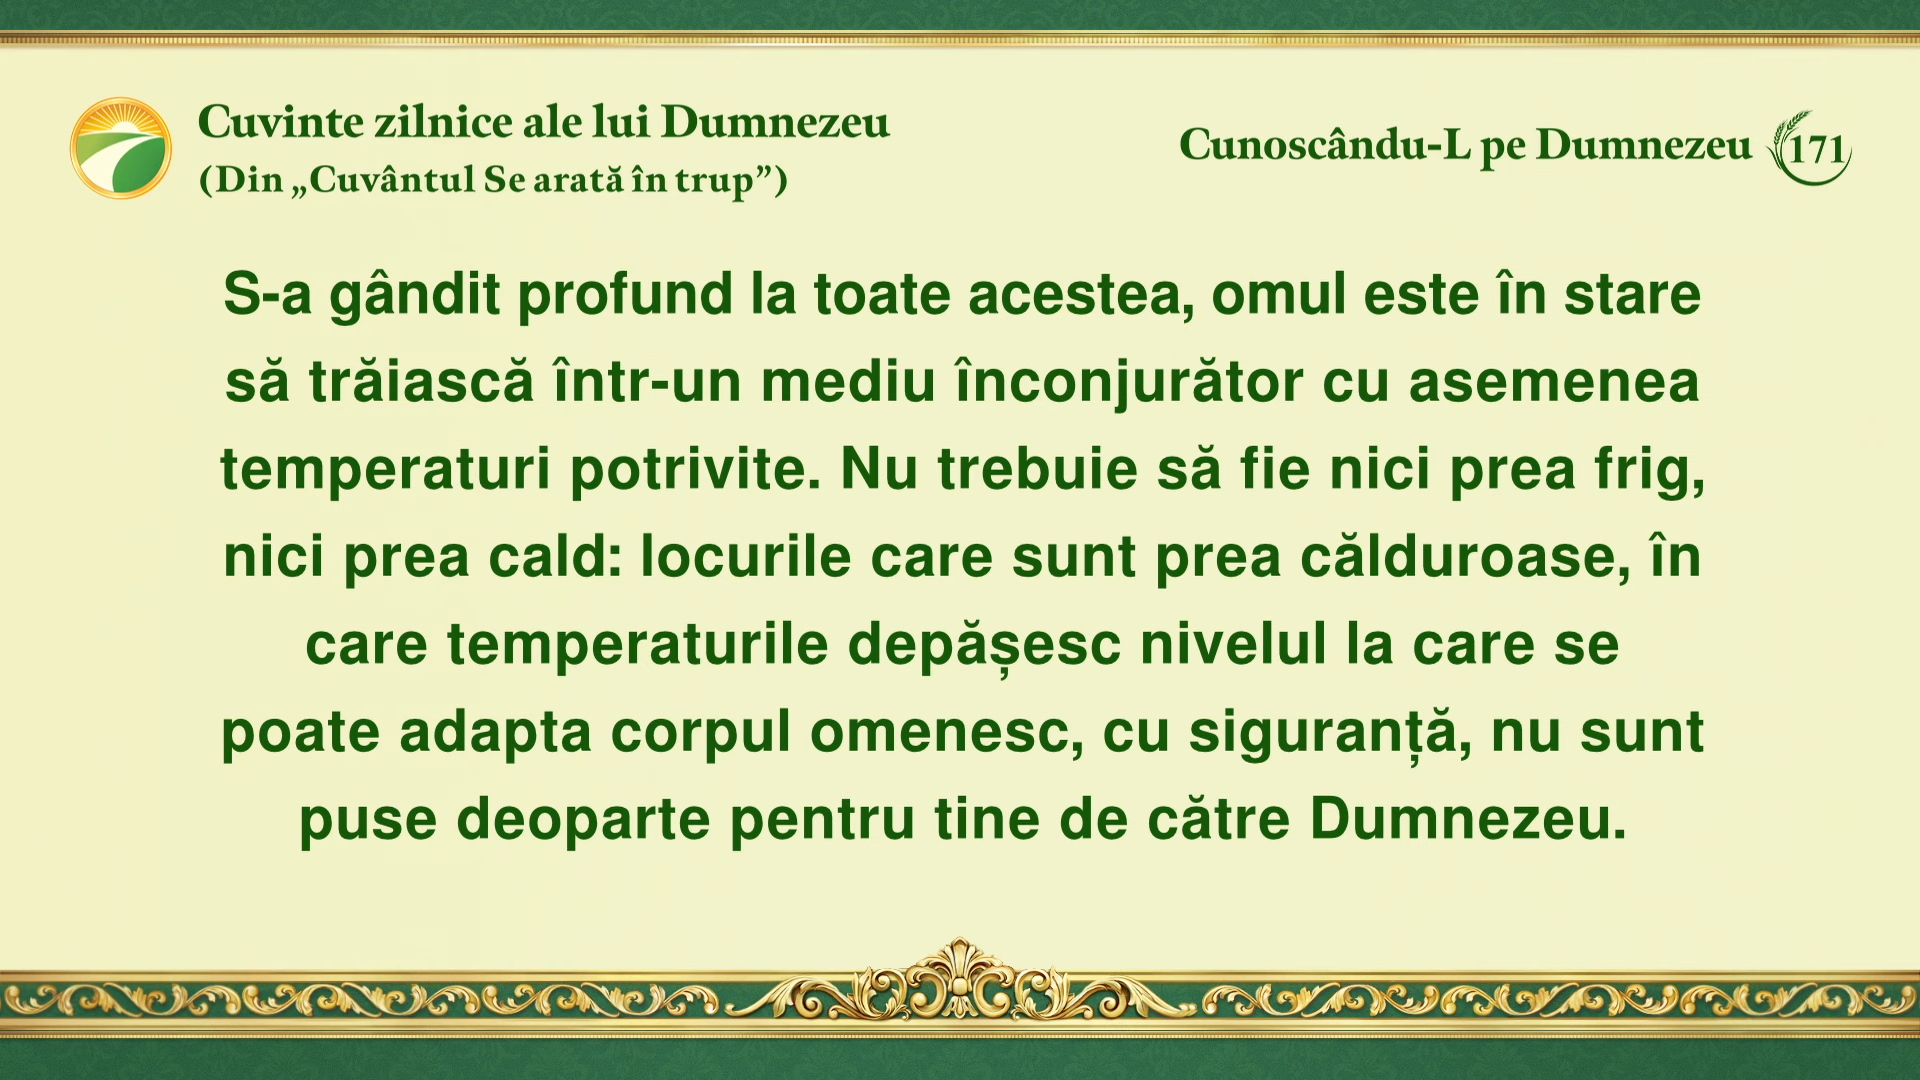 Cuvinte zilnice ale lui Dumnezeu
(Din „Cuvântul Se arată în trup”)
Cunoscându-L pe Dumnezeu 171
S-a gândit profund la toate acestea, omul este în stare
să trăiască într-un mediu înconjurător cu asemenea
temperaturi potrivite. Nu trebuie să fie nici prea frig,
nici prea cald: locurile care sunt prea călduroase, în
care temperaturile depășesc nivelul la care se
poate adapta corpul omenesc, cu siguranță, nu sunt
puse deoparte pentru tine de către Dumnezeu.